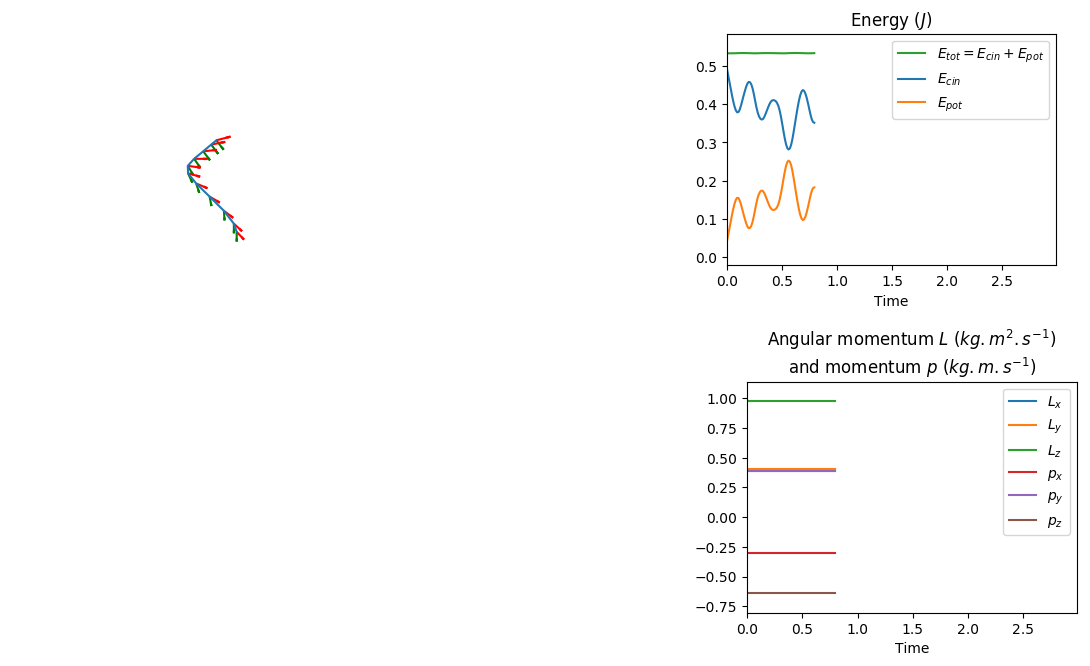 Energy (J)
E_tot = E_cin + E_pot
E_cin
E_pot
0.5
0.4
0.3
0.2
0.1
0.0
0.0 0.5 1.0 1.5 2.0 2.5
Time
Angular momentum L (kg.m².s⁻¹)
and momentum p (kg.m.s⁻¹)
L_x
L_y
L_z
p_x
p_y
p_z
1.00
0.75
0.50
0.25
0.00
−0.25
−0.50
−0.75
0.0 0.5 1.0 1.5 2.0 2.5
Time